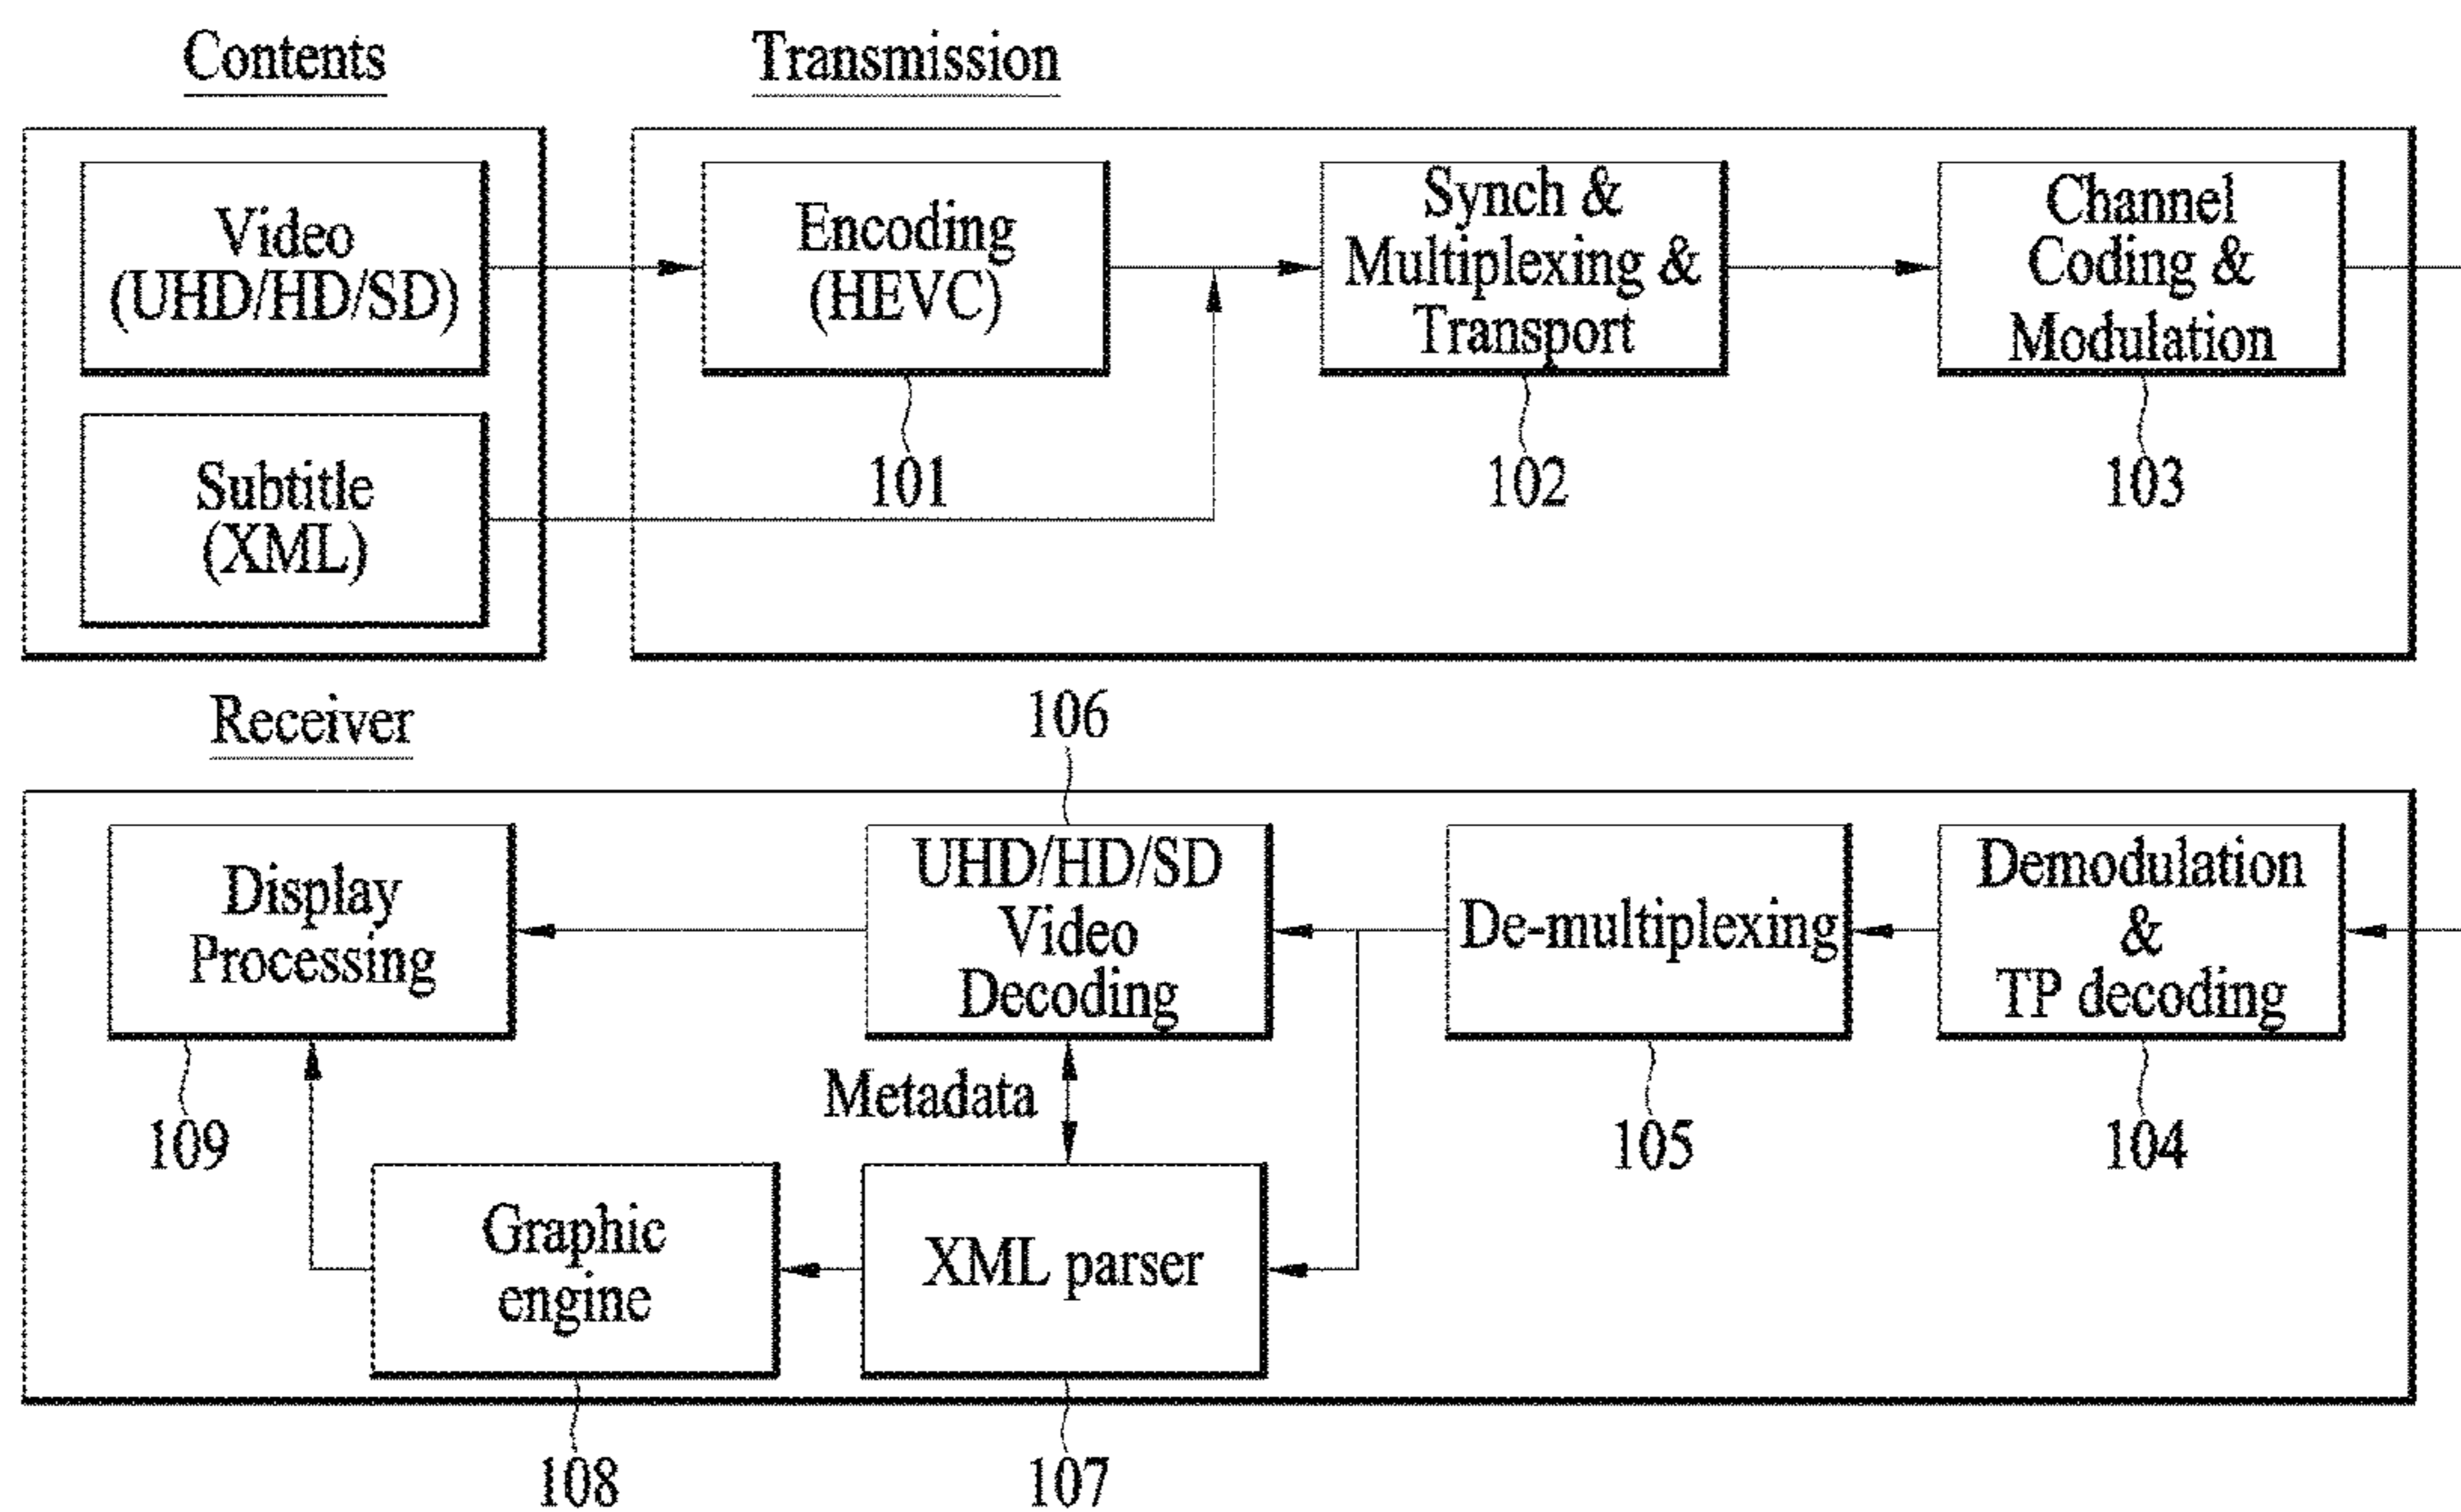 Contents
Transmission
Video
(UHD/HD/SD)
Encoding
(HEVC)
Synch &
Multiplexing &
Transport
Channel
Coding &
Modulation
Subtitle
(XML)
101
102
103
Receiver
106
Display
Processing
UHD/HD/SD
Video
Decoding
De-multiplexing
Demodulation
&
TP decoding
Metadata
109
105
104
Graphic
engine
XML parser
108
107